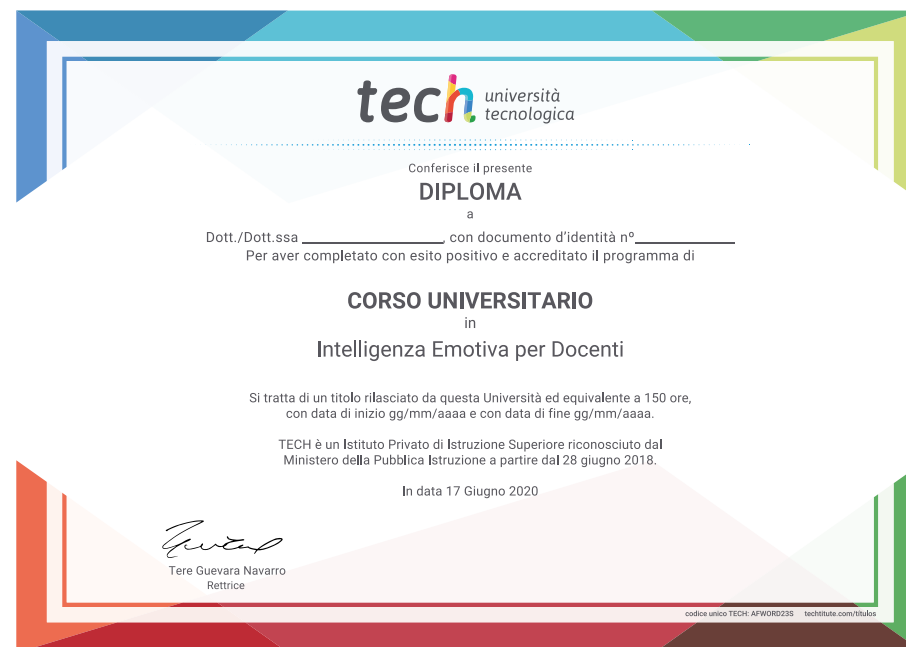 tech università
tecnologica
Conferisce il presente
DIPLOMA
a
Dott./Dott.ssa ________________, con documento d'identità nº____________
Per aver completato con esito positivo e accreditato il programma di
CORSO UNIVERSITARIO
in
Intelligenza Emotiva per Docenti
Si tratta di un titolo rilasciato da questa Università ed equivalente a 150 ore,
con data di inizio gg/mm/aaaa e con data di fine gg/mm/aaaa.
TECH è un Istituto Privato di Istruzione Superiore riconosciuto dal
Ministero della Pubblica Istruzione a partire dal 28 giugno 2018.
In data 17 Giugno 2020
Tere Guevara Navarro
Rettrice
codice unico TECH: AFWORD23S techtitute.com/titulos